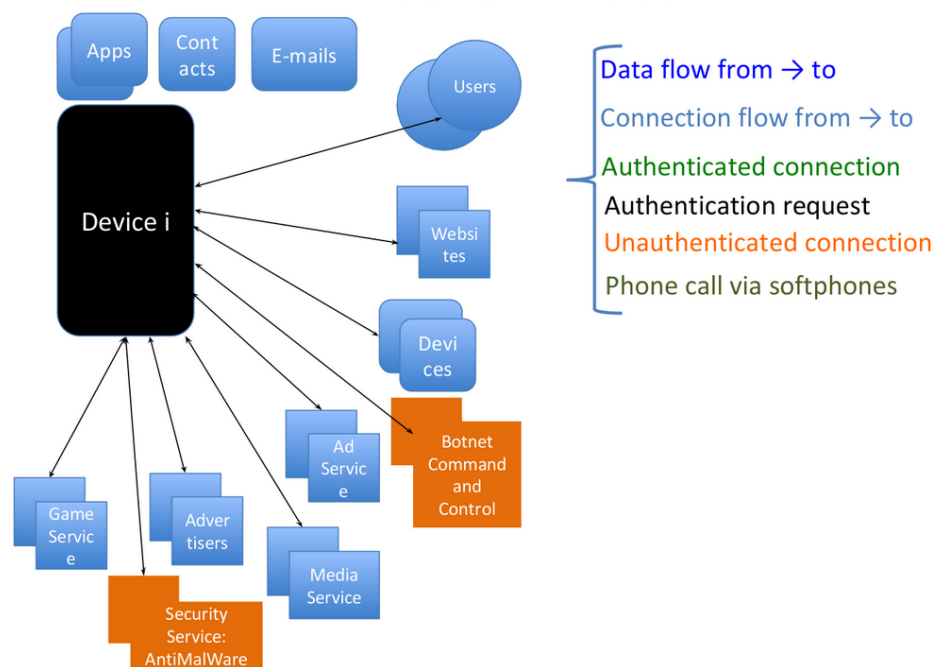 Apps
Cont
acts
E-mails
Users
Data flow from → to
Connection flow from → to
Authenticated connection
Authentication request
Unauthenticated connection
Phone call via softphones
Device i
Websi
tes
Devi
ces
Ad
Servic
e
Botnet
Command
and
Control
Game
Servic
e
Adver
tisers
Media
Service
Security
Service:
AntiMalWare